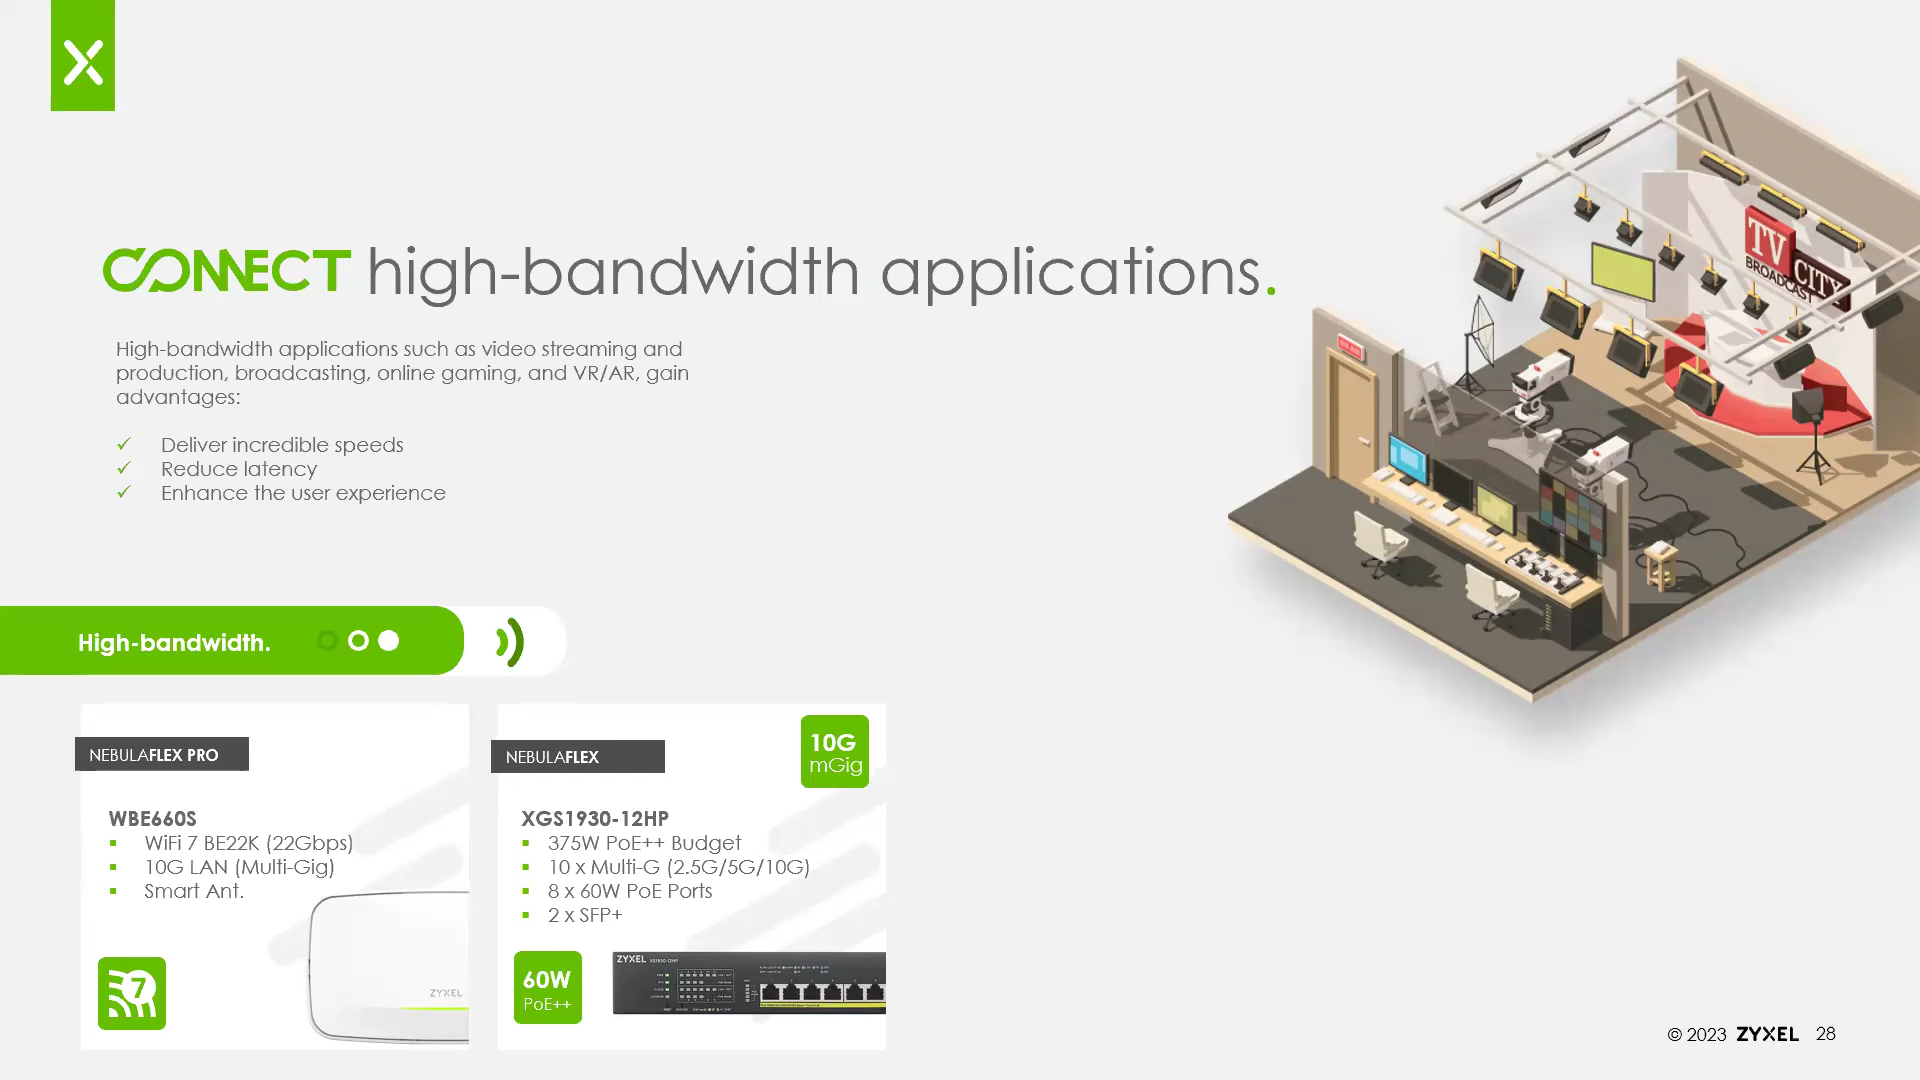 CONNECT high-bandwidth applications.
High-bandwidth applications such as video streaming and
production, broadcasting, online gaming, and VR/AR, gain
advantages:
✓ Deliver incredible speeds
✓ Reduce latency
✓ Enhance the user experience
TV
CITY
BROADCAST
ON AIR
High-bandwidth.
NEBULAFLEX PRO
WBE660S
▪ WiFi 7 BE22K (22Gbps)
▪ 10G LAN (Multi-Gig)
▪ Smart Ant.
7
ZYXEL
NEBULAFLEX
10G
mGig
XGS1930-12HP
▪ 375W PoE++ Budget
▪ 10 x Multi-G (2.5G/5G/10G)
▪ 8 x 60W PoE Ports
▪ 2 x SFP+
60W
PoE++
ZYXEL XS1930-12HP
© 2023 ZYXEL 28